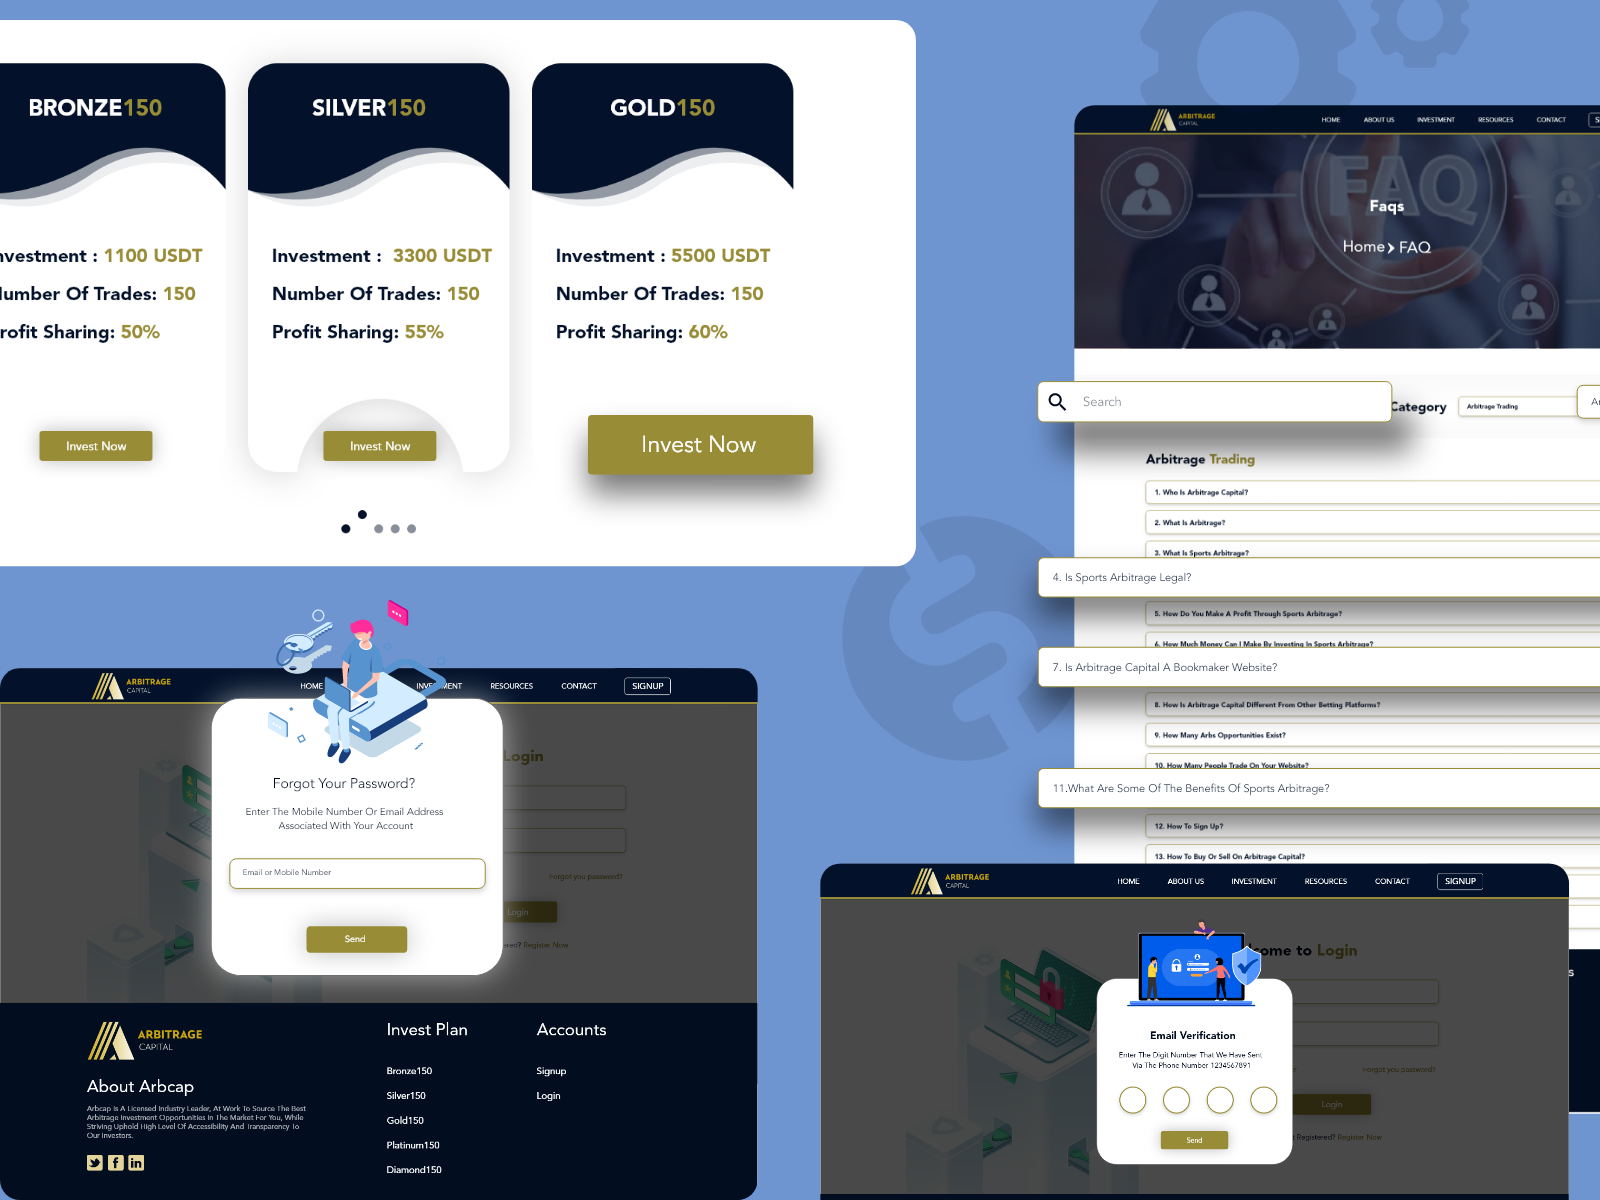 BRONZE150
nvestment : 1100 USDT
umber Of Trades: 150
rofit Sharing: 50%
Invest Now
SILVER150
Investment : 3300 USDT
Number Of Trades: 150
Profit Sharing: 55%
Invest Now
GOLD150
Investment : 5500 USDT
Number Of Trades: 150
Profit Sharing: 60%
Invest Now
ARBITRAGE
CAPITAL
HOME
ABOUT US
INVESTMENT
RESOURCES
CONTACT
S
FAQ
Faqs
Home FAQ
Search
Category
Arbitrage Trading
Ar
Arbitrage Trading
1. Who Is Arbitrage Capital?
2. What Is Arbitrage?
3. What Is Sports Arbitrage?
4. Is Sports Arbitrage Legal?
5. How Do You Make A Profit Through Sports Arbitrage?
6. How Much Money Can I Make By Investing In Sports Arbitrage?
7. Is Arbitrage Capital A Bookmaker Website?
8. How Is Arbitrage Capital Different From Other Betting Platforms?
9. How Many Arbs Opportunities Exist?
10. How Many People Trade On Your Website?
11.What Are Some Of The Benefits Of Sports Arbitrage?
12. How To Sign Up?
13. How To Buy Or Sell On Arbitrage Capital?
s
ARBITRAGE
CAPITAL
HOME
INVESTMENT
RESOURCES
CONTACT
SIGNUP
Login
Forgot Your Password?
Enter The Mobile Number Or Email Address
Associated With Your Account
Email or Mobile Number
Send
Forgot you password?
Login
ered? Register Now
ARBITRAGE
CAPITAL
About Arbcap
Arbcap Is A Licensed Industry Leader, At Work To Source The Best
Arbitrage Investment Opportunities In The Market For You, While
Striving Uphold High Level Of Accessibility And Transparency To
Our Investors.
Invest Plan
Bronze150
Silver150
Gold150
Platinum150
Diamond150
Accounts
Signup
Login
ARBITRAGE
CAPITAL
HOME
ABOUT US
INVESTMENT
RESOURCES
CONTACT
SIGNUP
come to Login
Email Verification
Enter The Digit Number That We Have Sent
Via The Phone Number 1234567891
Send
Forgot you password?
Login
Registered? Register Now